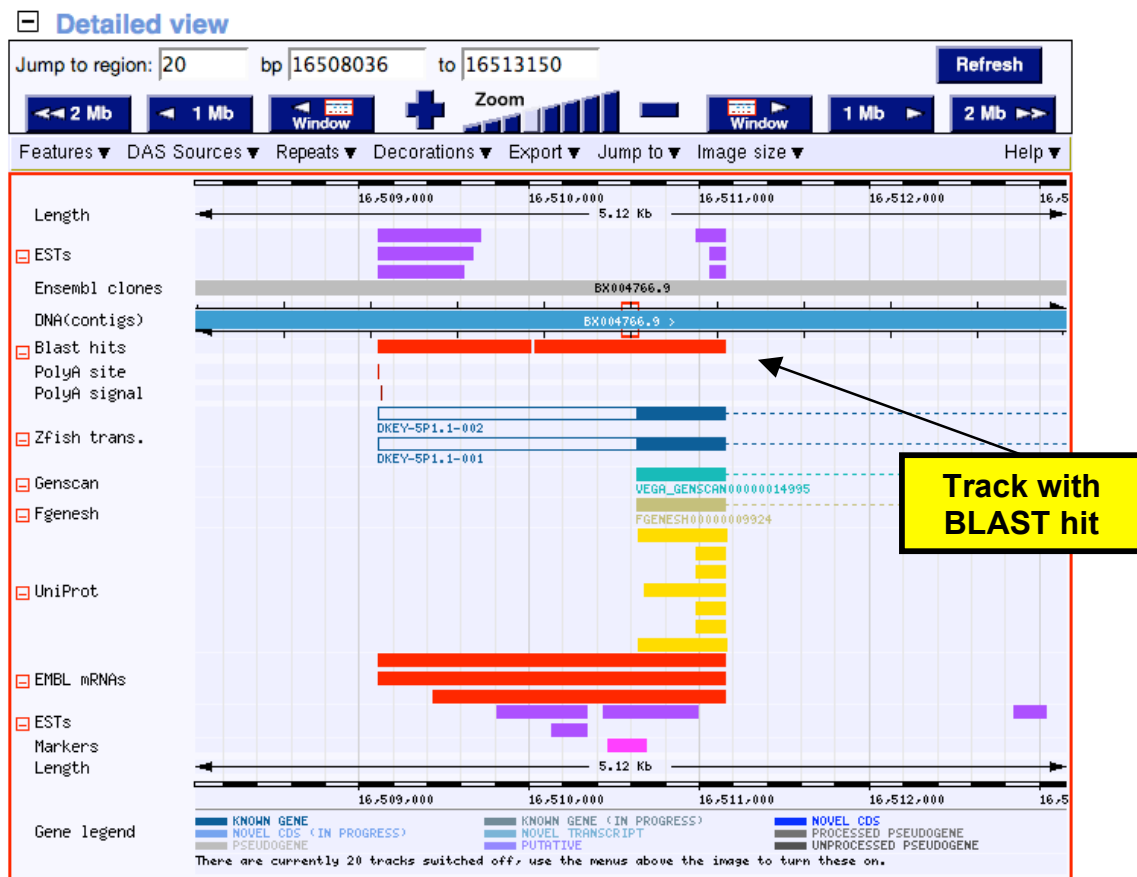 Detailed view
Jump to region: 20 bp 16508036 to 16513150 Refresh
◄◄ 2 Mb ◄ 1 Mb ◄ Window Zoom ► Window 1 Mb ► 2 Mb ►►
Features ▼ DAS Sources ▼ Repeats ▼ Decorations ▼ Export ▼ Jump to ▼ Image size ▼ Help ▼
16,509,000 16,510,000 16,511,000 16,512,000 16,5
Length 5.12 Kb
ESTs
Ensembl clones BX004766.9
DNA(contigs) BX004766.9 >
Blast hits
PolyA site
PolyA signal
DKEY-5P1.1-002
Zfish trans.
DKEY-5P1.1-001
Genscan
VEGA_GENSCAN00000014995
Track with
BLAST hit
Fgenesh
FGENESH00000009924
UniProt
EMBL mRNAs
ESTs
Markers
Length 5.12 Kb
16,509,000 16,510,000 16,511,000 16,512,000 16,5
Gene legend
KNOWN GENE KNOWN GENE (IN PROGRESS) NOVEL CDS
NOVEL CDS (IN PROGRESS) NOVEL TRANSCRIPT PROCESSED PSEUDOGENE
PSEUDOGENE PUTATIVE UNPROCESSED PSEUDOGENE
There are currently 20 tracks switched off, use the menus above the image to turn these on.